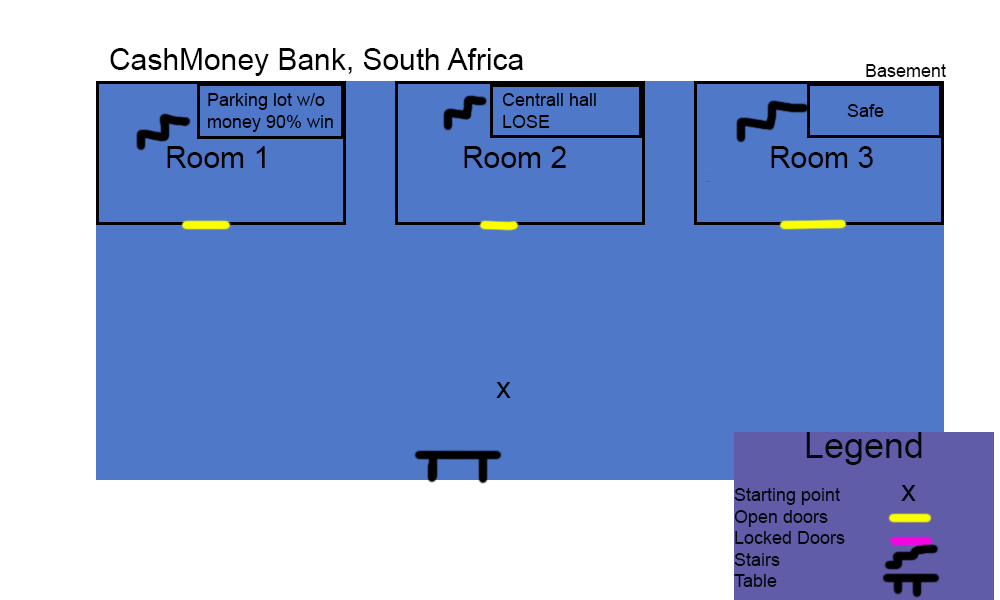 CashMoney Bank, South Africa
Basement
Parking lot w/o
money 90% win
Room 1
Centrall hall
LOSE
Room 2
Safe
Room 3
x
Legend
Starting point x
Open doors
Locked Doors
Stairs
Table